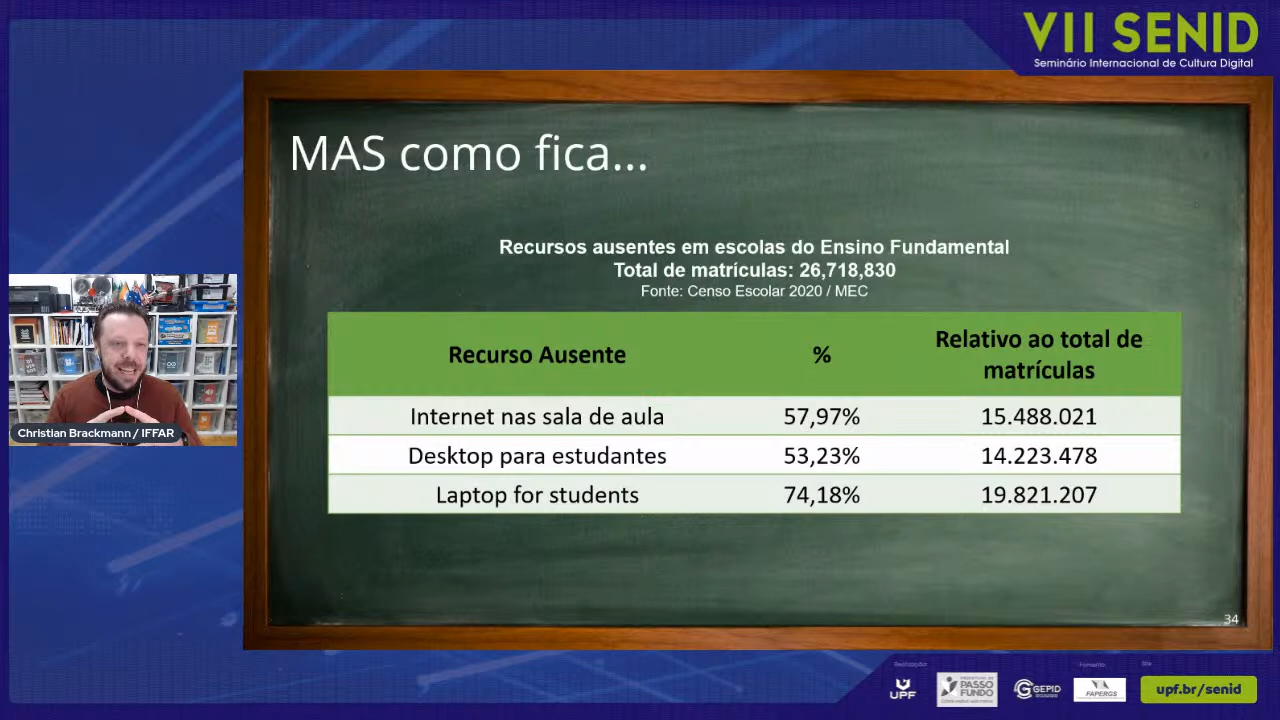 VII SENID
Seminário Internacional de Cultura Digital
MAS como fica...
Recursos ausentes em escolas do Ensino Fundamental
Total de matrículas: 26,718,830
Fonte: Censo Escolar 2020 / MEC
Recurso Ausente % Relativo ao total de
matrículas
Internet nas sala de aula 57,97% 15.488.021
Desktop para estudantes 53,23% 14.223.478
Laptop for students 74,18% 19.821.207
Christian Brackmann / IFFAR
34
Realização: Fomento: Site
UPF PASSO FUNDO GEPID FAPERGS upf.br/senid